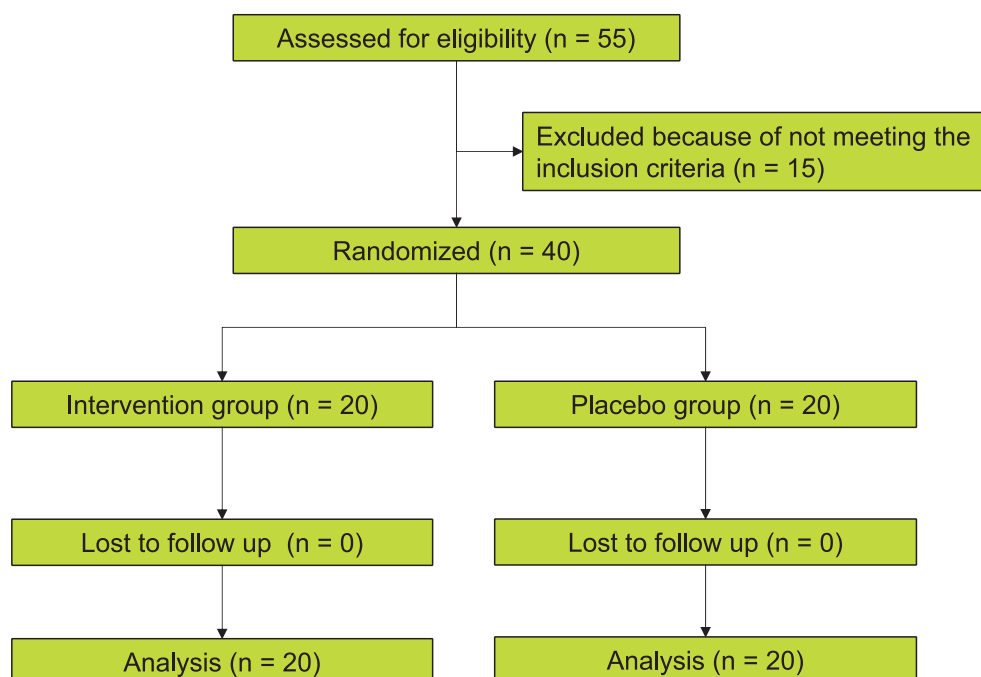 Assessed for eligibility (n = 55)
Excluded because of not meeting the
inclusion criteria (n = 15)
Randomized (n = 40)
Intervention group (n = 20)
Placebo group (n = 20)
Lost to follow up (n = 0)
Lost to follow up (n = 0)
Analysis (n = 20)
Analysis (n = 20)